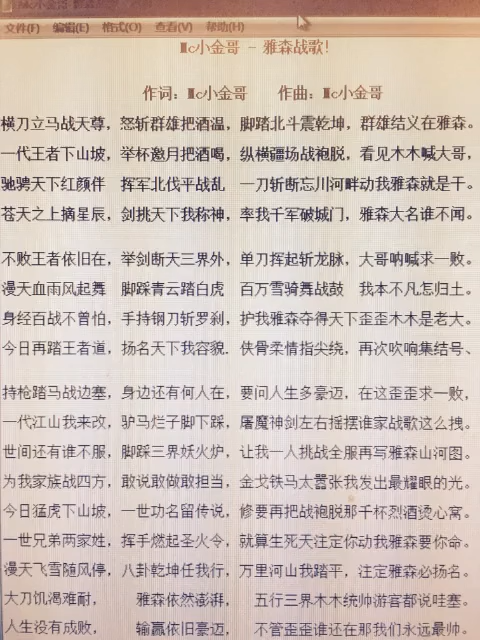 文件(F) 编辑(E) 格式(O) 查看(V) 帮助(H)
Mc小金哥 - 雅森战歌!
作词: Mc小金哥 作曲: Mc小金哥
横刀立马战天尊, 怒斩群雄把酒温, 脚踏北斗震乾坤, 群雄结义在雅森。
一代王者下山坡, 举杯邀月把酒喝, 纵横疆场战袍脱, 看见木木喊大哥,
驰骋天下红颜伴 挥军北伐平战乱 一刀斩断忘川河畔动我雅森就是干。
苍天之上摘星辰, 剑挑天下我称神, 率我千军破城门, 雅森大名谁不闻。
不败王者依旧在, 举剑断天三界外, 单刀挥起斩龙脉, 大哥呐喊求一败。
漫天血雨风起舞 脚踩青云踏白虎 百万雪骑舞战鼓 我本不凡怎归土。
身经百战不曾怕, 手持钢刀斩罗刹, 护我雅森夺得天下歪歪木木是老大。
今日再踏王者道, 扬名天下我容貌. 侠骨柔情指尖绕, 再次吹响集结号、
持枪踏马战边塞, 身边还有何人在, 要问人生多豪迈, 在这歪歪求一败,
一代江山我来改, 驴马烂子脚下踩, 屠魔神剑左右摇摆谁家战歌这么拽。
世间还有谁不服, 脚踩三界妖火炉, 让我一人挑战全服再写雅森山河图。
为我家族战四方, 敢说敢做敢担当, 金戈铁马太嚣张我发出最耀眼的光。
今日猛虎下山坡, 一世功名留传说, 修要再把战袍脱那千杯烈酒烫心窝。
一世兄弟两家姓, 挥手燃起圣火令, 就算生死天注定你动我雅森要你命。
漫天飞雪随风停, 八卦乾坤任我行, 万里河山我踏平, 注定雅森必扬名。
大刀饥渴难耐, 雅森依然澎湃, 五行三界木木统帅游客都说哇塞。
人生没有成败, 输赢依旧豪迈, 不管歪歪谁还在那我们永远最帅。